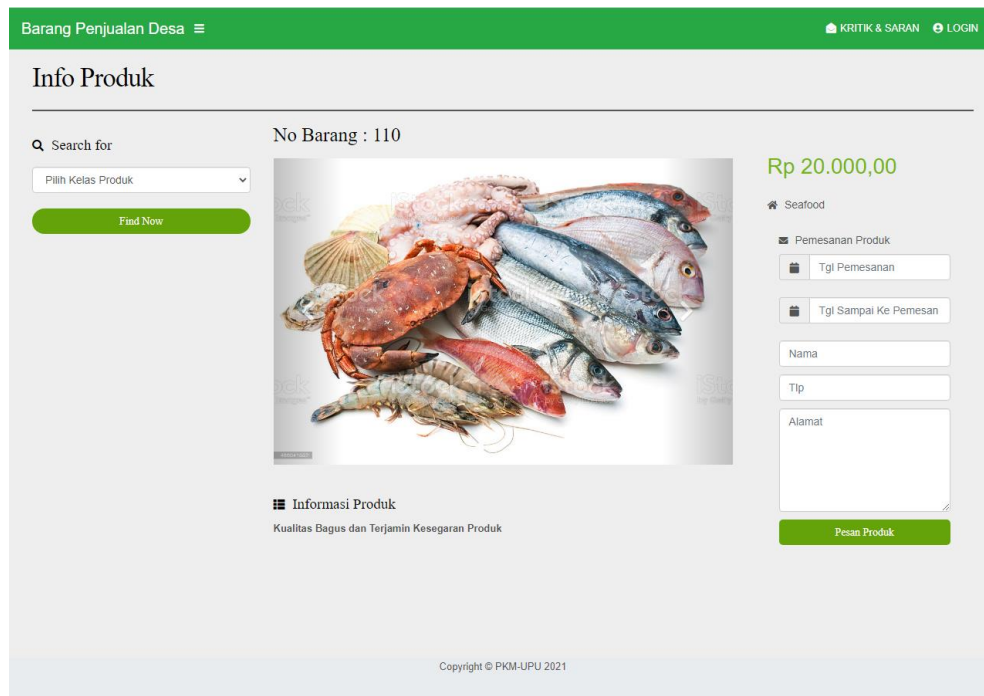 Barang Penjualan Desa
KRITIK & SARAN
LOGIN
Info Produk
Search for
Pilih Kelas Produk
Find Now
No Barang : 110
iStock
Informasi Produk
Kualitas Bagus dan Terjamin Kesegaran Produk
Rp 20.000,00
Seafood
Pemesanan Produk
Tgl Pemesanan
Tgl Sampai Ke Pemesan
Nama
Tlp
Alamat
Pesan Produk
Copyright © PKM-UPU 2021